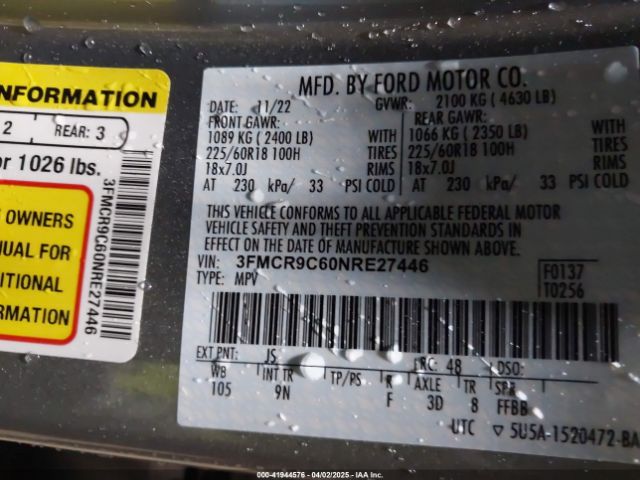 NFORMATION
2 REAR: 3
or 1026 lbs.
OWNERS
NUAL FOR
DITIONAL
RMATION
3FMCR9C60NRE27446
MFD. BY FORD MOTOR CO.
DATE: 11/22 GVWR: 2100 KG ( 4630 LB)
FRONT GAWR: REAR GAWR:
1089 KG ( 2400 LB) WITH 1066 KG ( 2350 LB) WITH
225/60R18 100H TIRES 225/60R18 100H TIRES
18x7.0J RIMS 18x7.0J RIMS
AT 230 kPa/ 33 PSI COLD AT 230 kPa/ 33 PSI COLD
THIS VEHICLE CONFORMS TO ALL APPLICABLE FEDERAL MOTOR
VEHICLE SAFETY AND THEFT PREVENTION STANDARDS IN
EFFECT ON THE DATE OF MANUFACTURE SHOWN ABOVE.
VIN: 3FMCR9C60NRE27446
TYPE: MPV
F0137
T0256
EXT PNT: JS RC: 48 DSO:
WB INT TR TP/PS R AXLE TR SPR
105 9N F 3D 8 FFBB
UTC ▽ 5U5A-1520472-BA
000-41944576 - 04/02/2025 - IAA Inc.